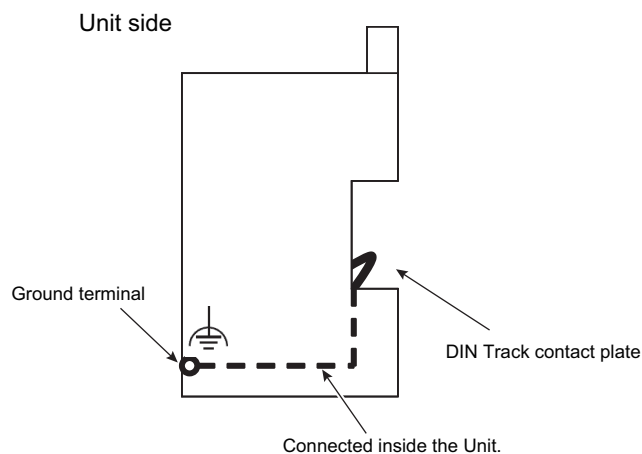 Unit side
Ground terminal
DIN Track contact plate
Connected inside the Unit.